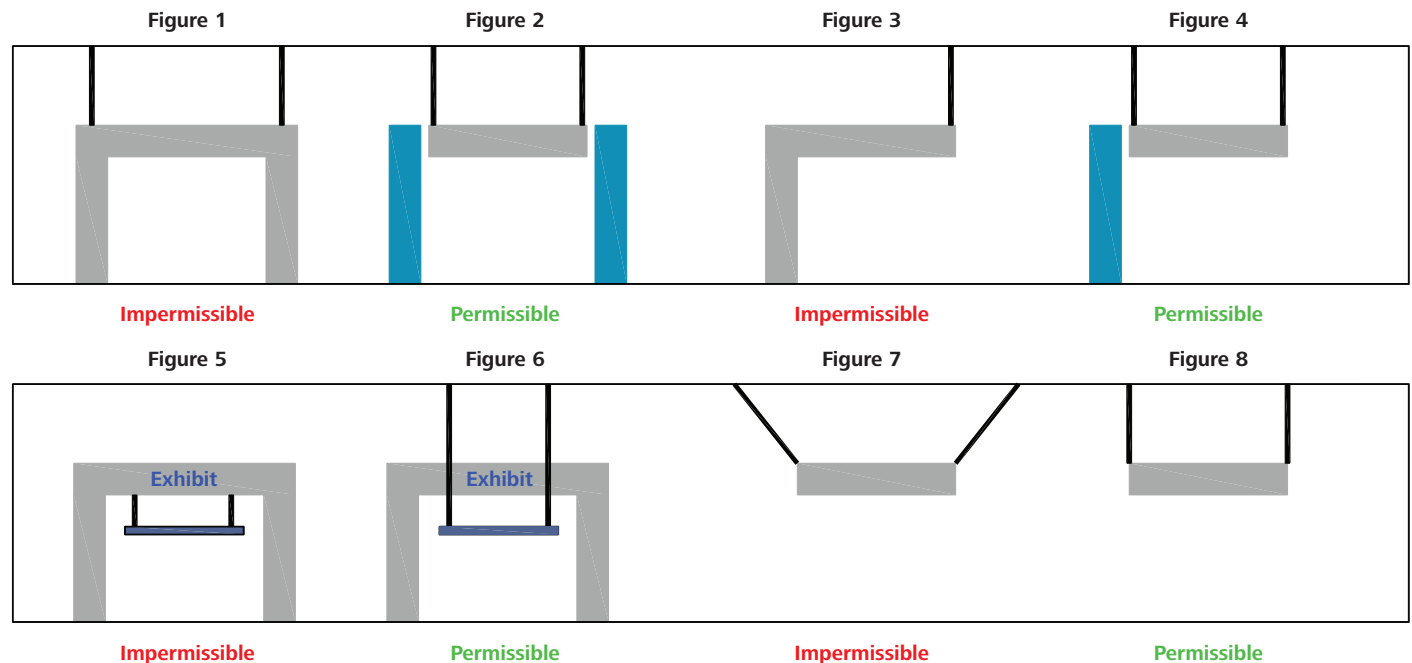 Figure 1 Figure 2 Figure 3 Figure 4
Impermissible Permissible Impermissible Permissible
Figure 5 Figure 6 Figure 7 Figure 8
Exhibit Exhibit
Impermissible Permissible Impermissible Permissible